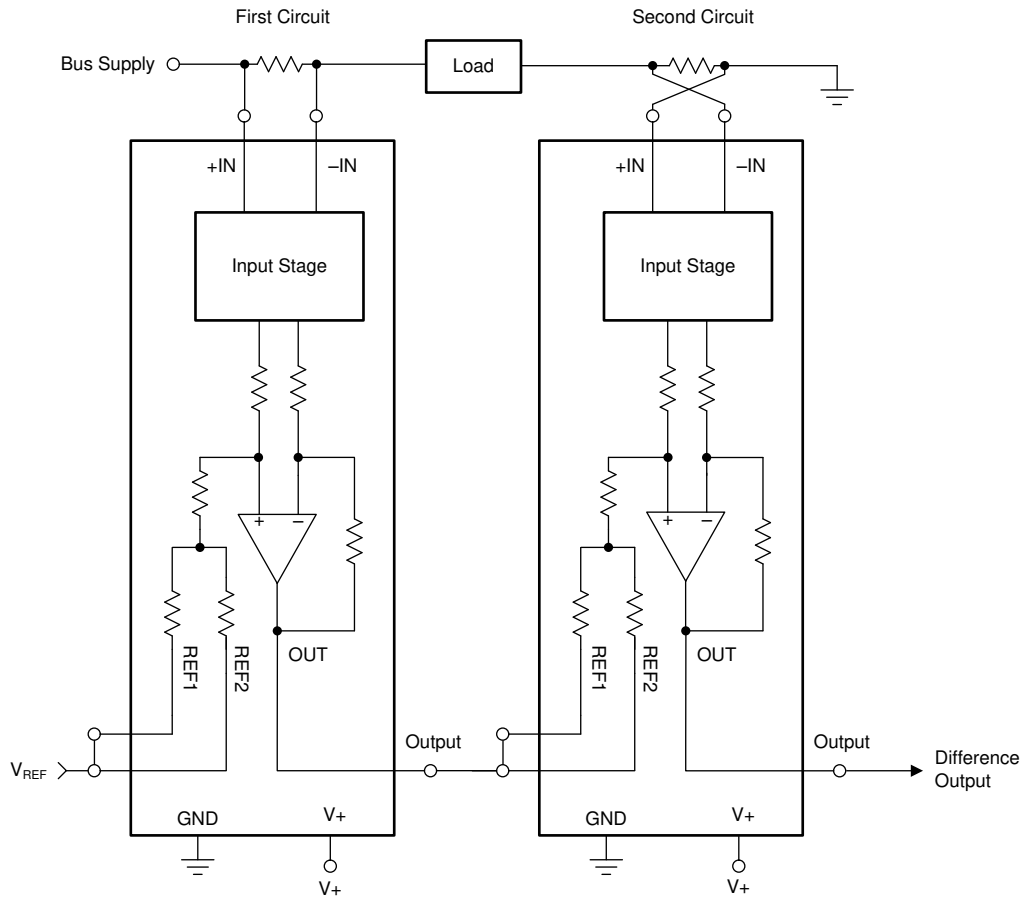 First Circuit
Second Circuit
Bus Supply
Load
+IN
–IN
+IN
–IN
Input Stage
Input Stage
+
–
+
–
REF1
REF2
OUT
REF1
REF2
OUT
Output
Output
VREF
Difference
Output
GND
V+
GND
V+
V+
V+